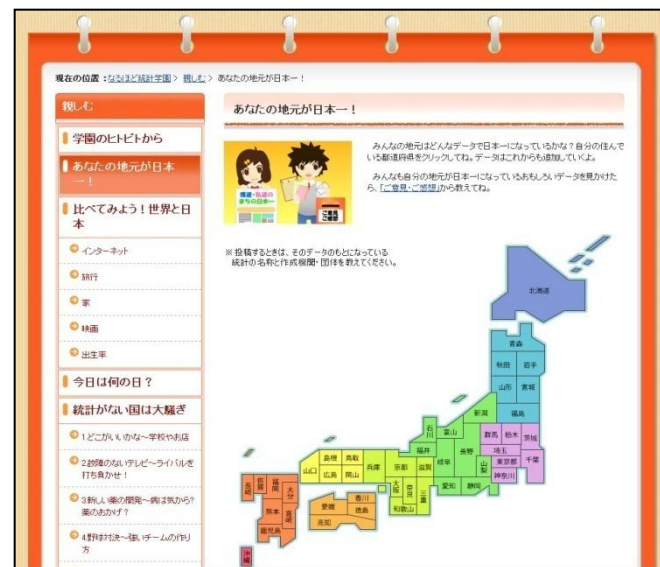 現在の位置：なるほど統計学園> 親しむ> あなたの地元が日本一！
親しむ
学園のヒトビトから
あなたの地元が日本
一！
比べてみよう！世界と日
本
インターネット
旅行
家
映画
出生率
今日は何の日？
統計がない国は大騒ぎ
1.どこがいいかな～学校やお店
2.故障のないテレビ～ライバルを
打ち負かせ！
3.新しい薬の開発～病は気から？
薬のおかげ？
4.野球対決～強いチームの作り
方
あなたの地元が日本一！
みんなの地元はどんなデータで日本一になっているかな？自分の住んで
いる都道府県をクリックしてね。データはこれからも追加していくよ。
みんなも自分の地元が日本一になっているおもしろいデータを見かけた
ら、「ご意見・ご感想」から教えてね。
僕達・私達の
まちの日本一
ご意見
ご感想
※ 投稿するときは、そのデータのもとになっている
統計の名称と作成機関・団体を教えてください。
北海道
青森
秋田 岩手
山形 宮城
新潟 福島
石川 富山 群馬 栃木 茨城
福井 長野 埼玉
島根 鳥取 兵庫 京都 滋賀 岐阜 山梨 東京都 千葉
山口 広島 岡山 神奈川
大阪 奈良 三重 愛知 静岡
和歌山
長崎 佐賀 福岡 大分
熊本 宮崎
鹿児島
愛媛 香川
高知 徳島
沖縄